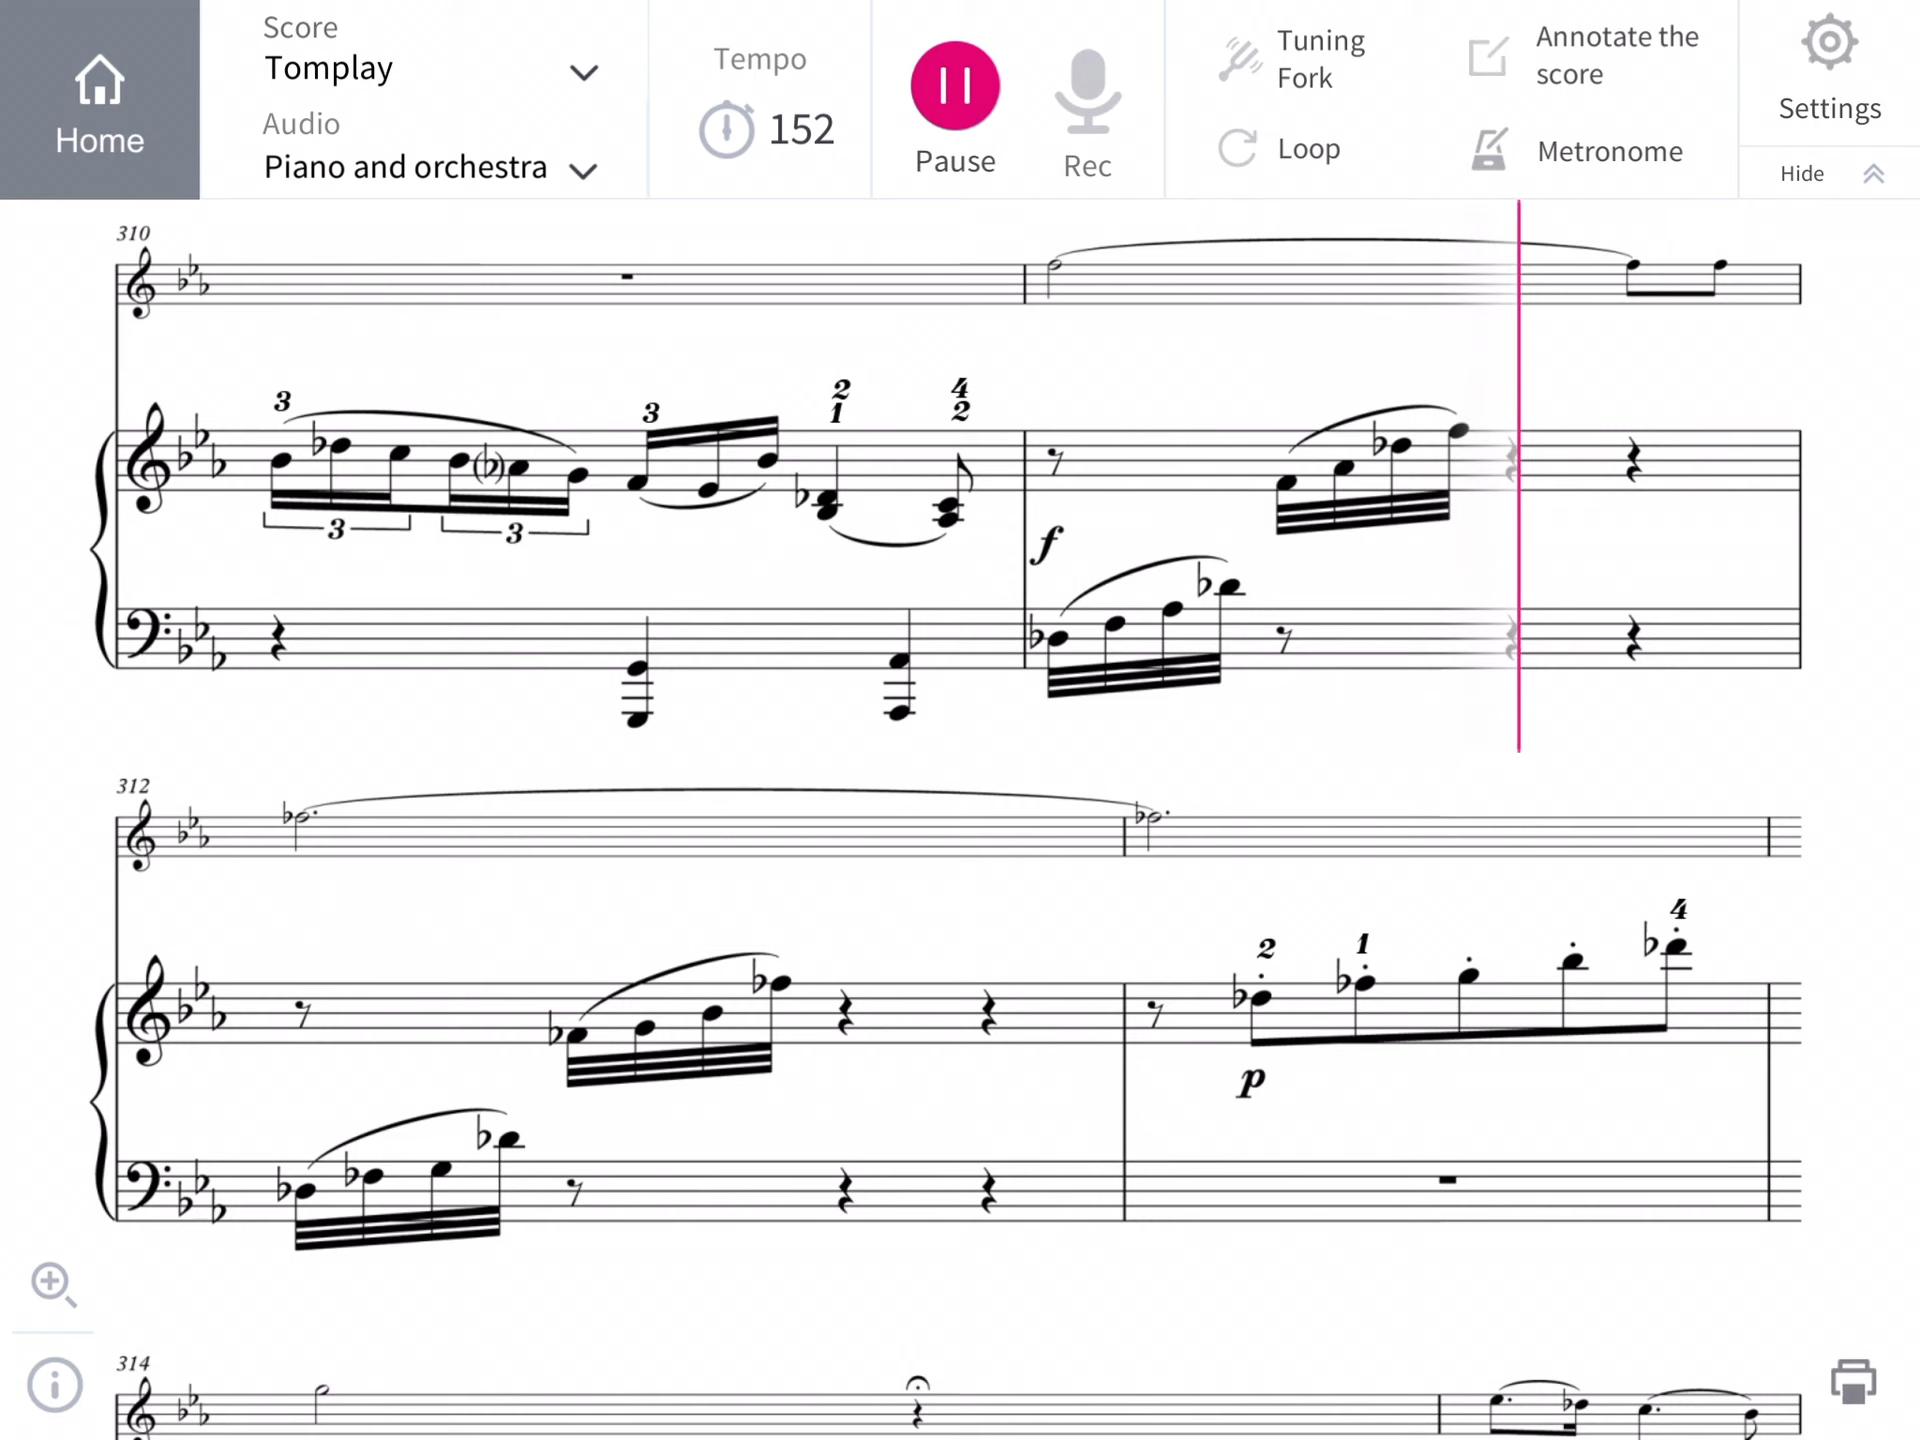 Home
Score
Tomplay
Audio
Piano and orchestra
Tempo
152
Pause
Rec
Tuning
Fork
Loop
Annotate the
score
Metronome
Settings
Hide
310
3
3
2
1
4
2
3
3
f
312
2
1
4
p
314